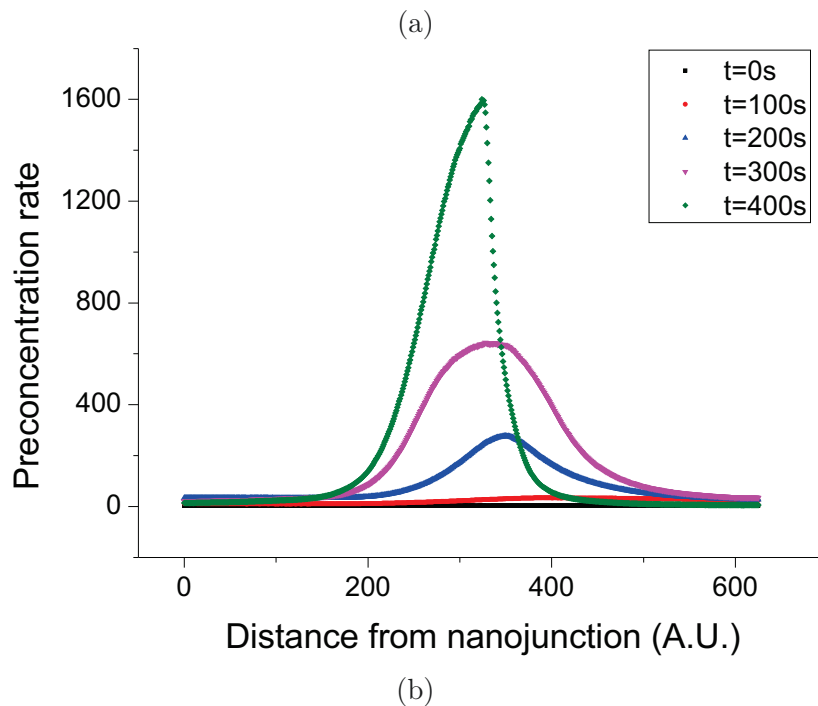 (a)
t=0s
t=100s
t=200s
t=300s
t=400s
1600
1200
800
400
0
Preconcentration rate
0 200 400 600
Distance from nanojunction (A.U.)
(b)